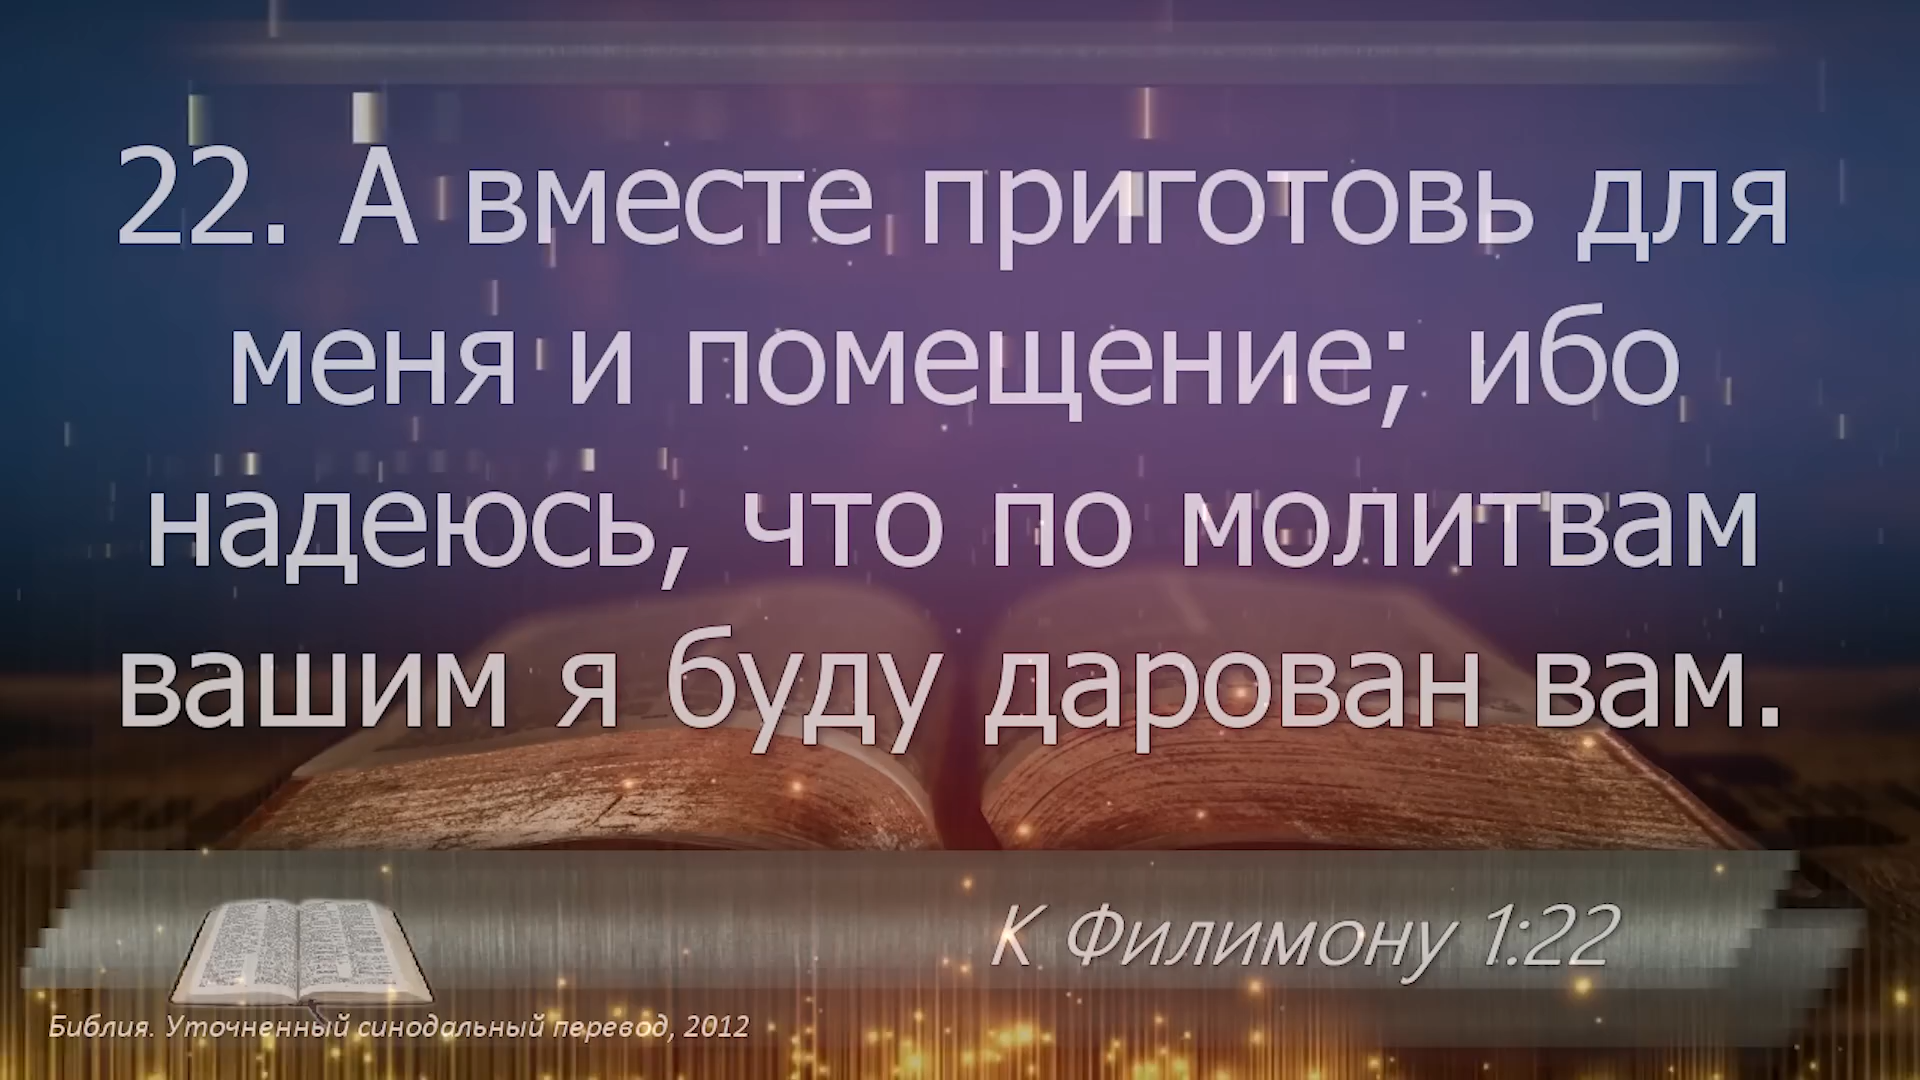 22. А вместе приготовь для
меня и помещение; ибо
надеюсь, что по молитвам
вашим я буду дарован вам.
К Филимону 1:22
Библия. Уточненный синодальный перевод, 2012